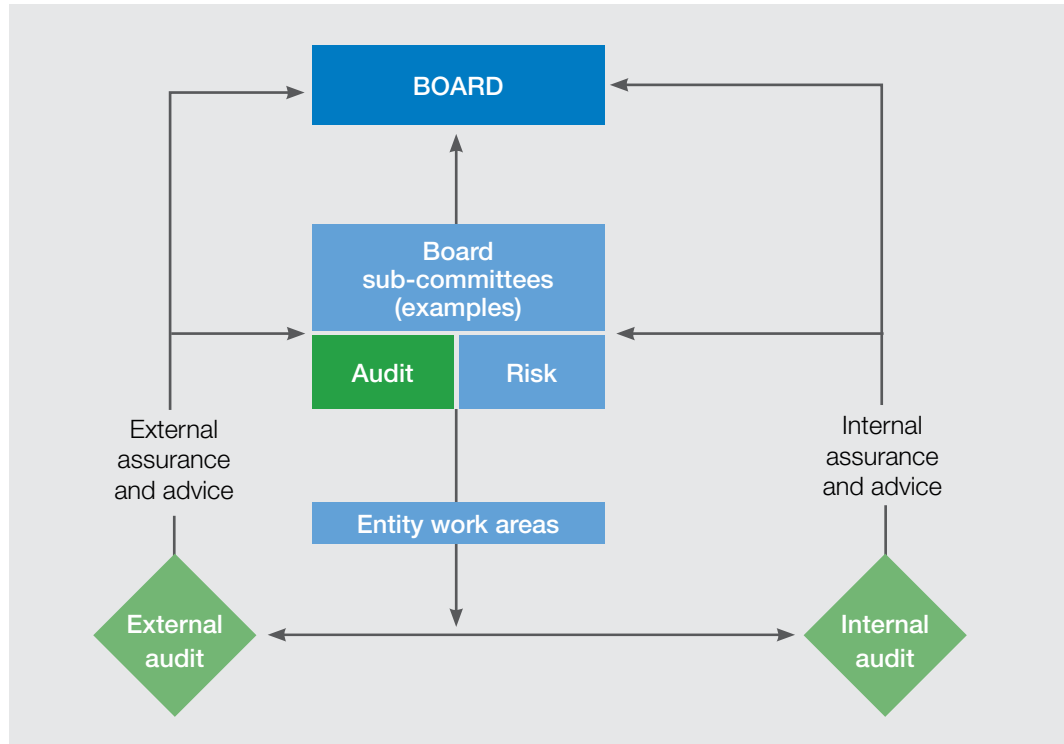 BOARD
Board
sub-committees
(examples)
Audit
Risk
External
assurance
and advice
Internal
assurance
and advice
Entity work areas
External
audit
Internal
audit